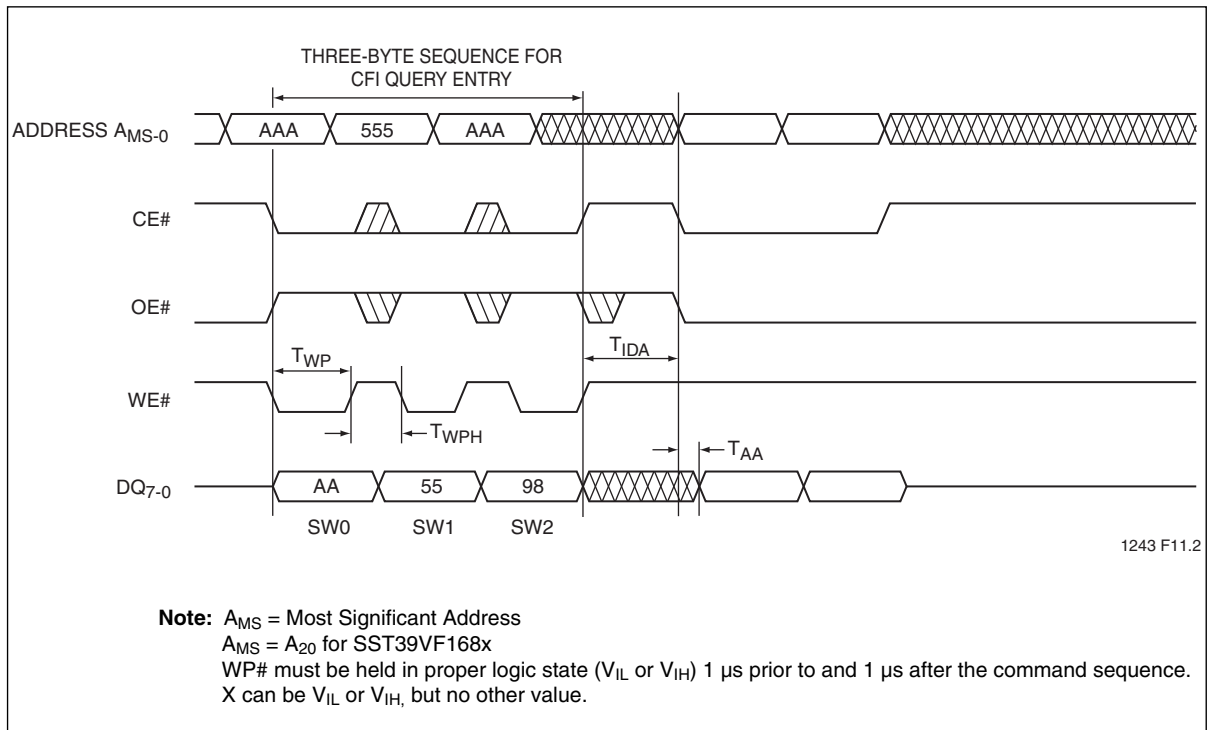 THREE-BYTE SEQUENCE FOR
CFI QUERY ENTRY
ADDRESS AMS-0
AAA
555
AAA
CE#
OE#
TIDA
TWP
WE#
TWPH
TAA
DQ7-0
AA
55
98
SW0
SW1
SW2
1243 F11.2
Note: AMS = Most Significant Address
AMS = A20 for SST39VF168x
WP# must be held in proper logic state (VIL or VIH) 1 µs prior to and 1 µs after the command sequence.
X can be VIL or VIH, but no other value.